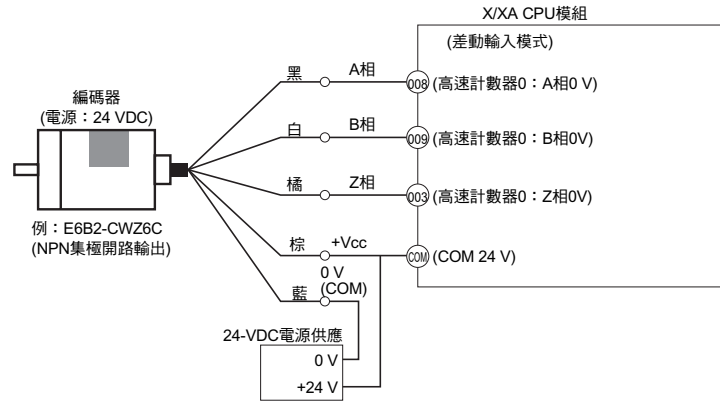 X/XA CPU模組
(差動輸入模式)
黑
A相
008
(高速計數器0：A相0 V)
編碼器
(電源：24 VDC)
白
B相
009
(高速計數器0：B相0V)
橘
Z相
003
(高速計數器0：Z相0V)
例：E6B2-CWZ6C
(NPN集極開路輸出)
棕
+Vcc
COM
(COM 24 V)
0 V
(COM)
藍
24-VDC電源供應
0 V
+24 V